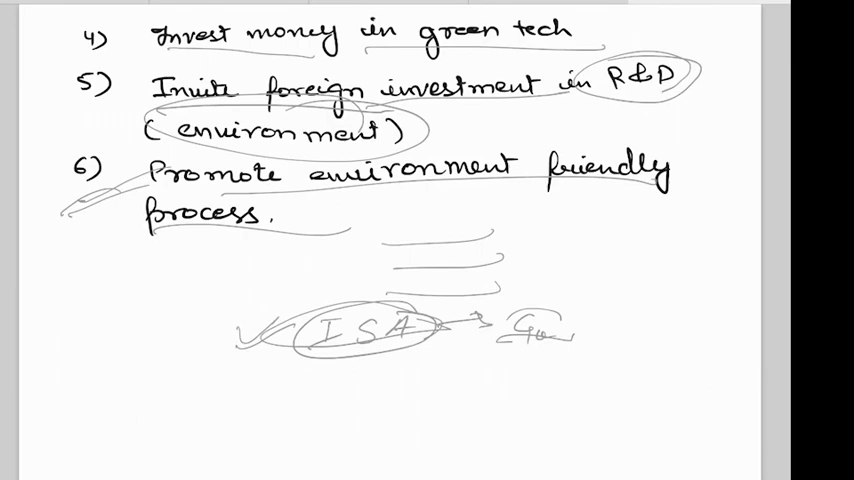 4) Invest money in green tech
5) Invite foreign investment in R&D
(environment)
6) Promote environment friendly
process.
ISA